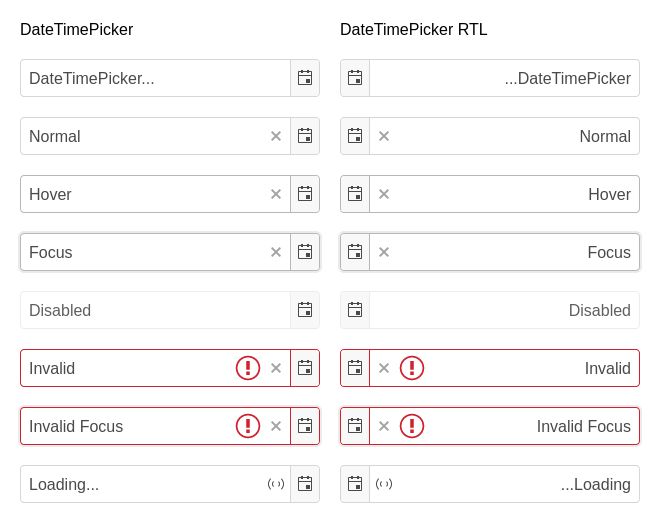 DateTimePicker
DateTimePicker RTL
DateTimePicker...
...DateTimePicker
Normal
Normal
Hover
Hover
Focus
Focus
Disabled
Disabled
Invalid
Invalid
Invalid Focus
Invalid Focus
Loading...
...Loading